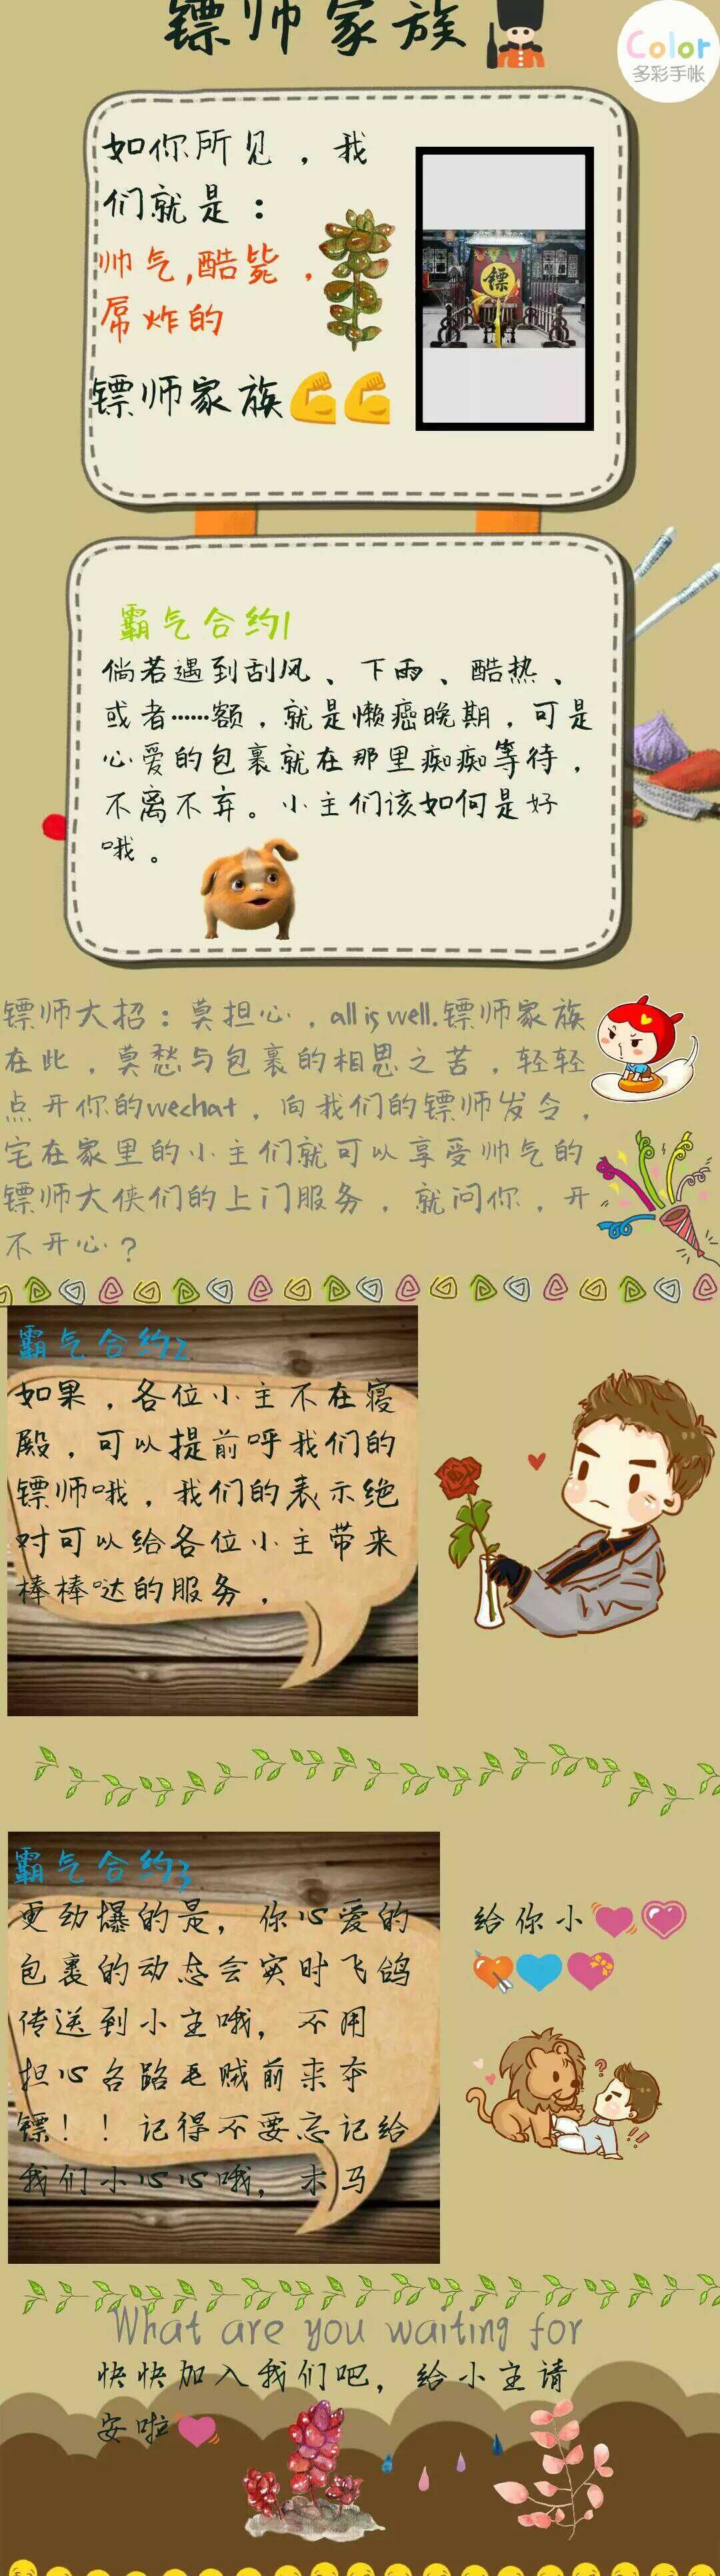 镖师家族
Color
多彩手帐
如你所见，我
们就是：
帅气,酷毙，
屌炸的
镖师家族
镖
霸气合约1
倘若遇到刮风、下雨、酷热、
或者……额，就是懒癌晚期，可是
心爱的包裹就在那里痴痴等待，
不离不弃。小主们该如何是好
哦。
镖师大招：莫担心，all is well.镖师家族
在此，莫愁与包裹的相思之苦，轻轻
点开你的wechat，向我们的镖师发令，
宅在家里的小主们就可以享受帅气的
镖师大侠们的上门服务，就问你，开
不开心？
霸气合约2
如果，各位小主不在寝
殿，可以提前呼我们的
镖师哦，我们的表示绝
对可以给各位小主带来
棒棒哒的服务，
霸气合约3
更劲爆的是，你心爱的
包裹的动态会实时飞鸽
传送到小主哦，不用
担心各路毛贼前来夺
镖！！记得不要忘记给
我们小心心哦，木马
给你小
What are you waiting for
快快加入我们吧，给小主请
安啦